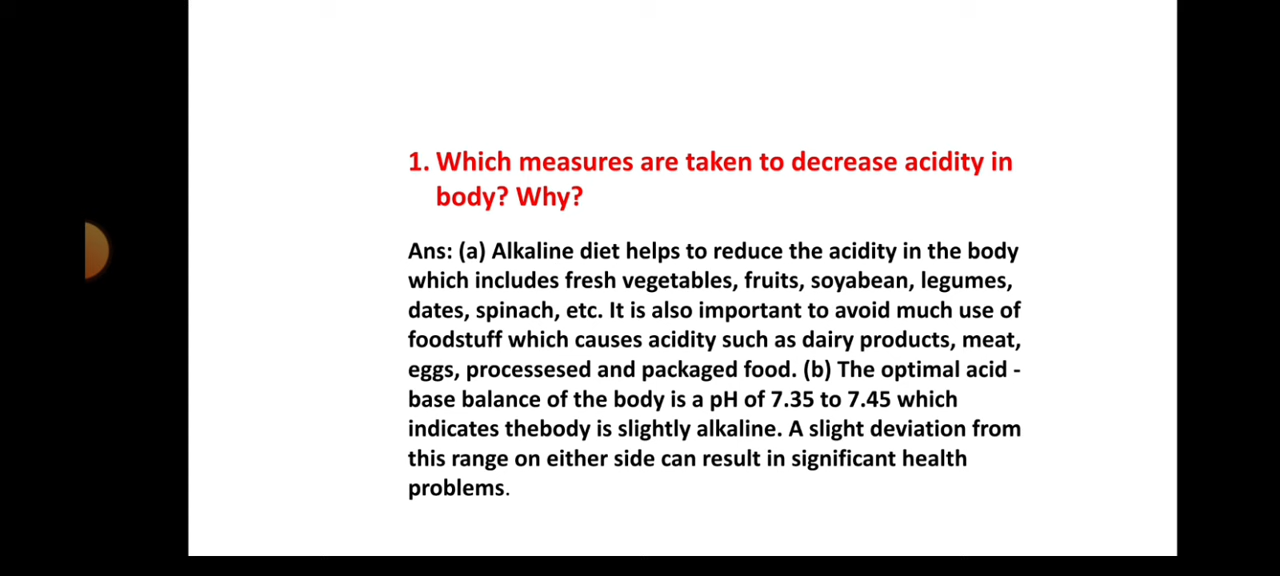 1. Which measures are taken to decrease acidity in
body? Why?
Ans: (a) Alkaline diet helps to reduce the acidity in the body
which includes fresh vegetables, fruits, soyabean, legumes,
dates, spinach, etc. It is also important to avoid much use of
foodstuff which causes acidity such as dairy products, meat,
eggs, processesed and packaged food. (b) The optimal acid -
base balance of the body is a pH of 7.35 to 7.45 which
indicates thebody is slightly alkaline. A slight deviation from
this range on either side can result in significant health
problems.